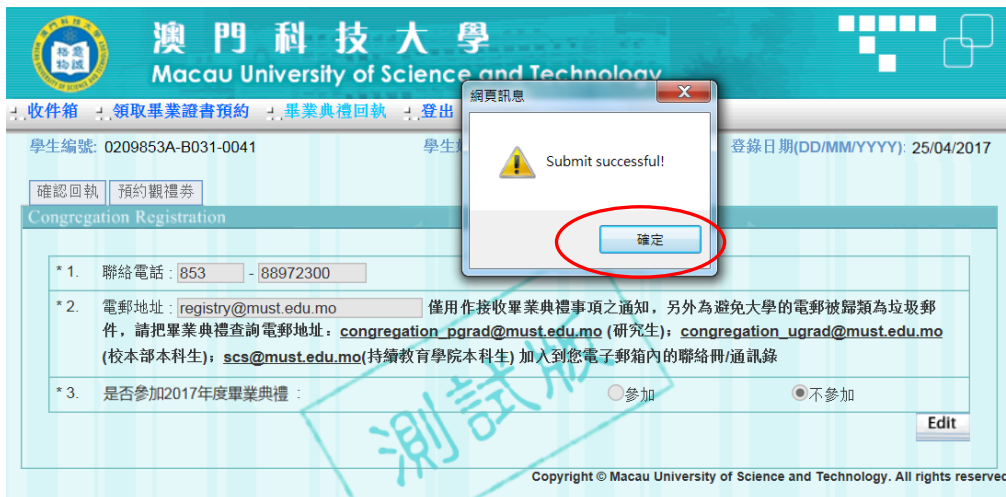 澳門科技大學
Macau University of Science and Technology
收件箱 領取畢業證書預約 畢業典禮回執 登出
網頁訊息
X
學生編號: 0209853A-B031-0041 學生 登錄日期(DD/MM/YYYY): 25/04/2017
Submit successful!
確定
確認回執 預約觀禮券
Congregation Registration
* 1. 聯絡電話 : 853 - 88972300
* 2. 電郵地址 : registry@must.edu.mo 僅用作接收畢業典禮事項之通知，另外為避免大學的電郵被歸類為垃圾郵
件，請把畢業典禮查詢電郵地址：congregation_pgrad@must.edu.mo (研究生)；congregation_ugrad@must.edu.mo
(校本部本科生)；scs@must.edu.mo(持續教育學院本科生) 加入到您電子郵箱內的聯絡冊/通訊錄
* 3. 是否參加2017年度畢業典禮 : 參加 不參加
測試版
Edit
Copyright © Macau University of Science and Technology. All rights reserved